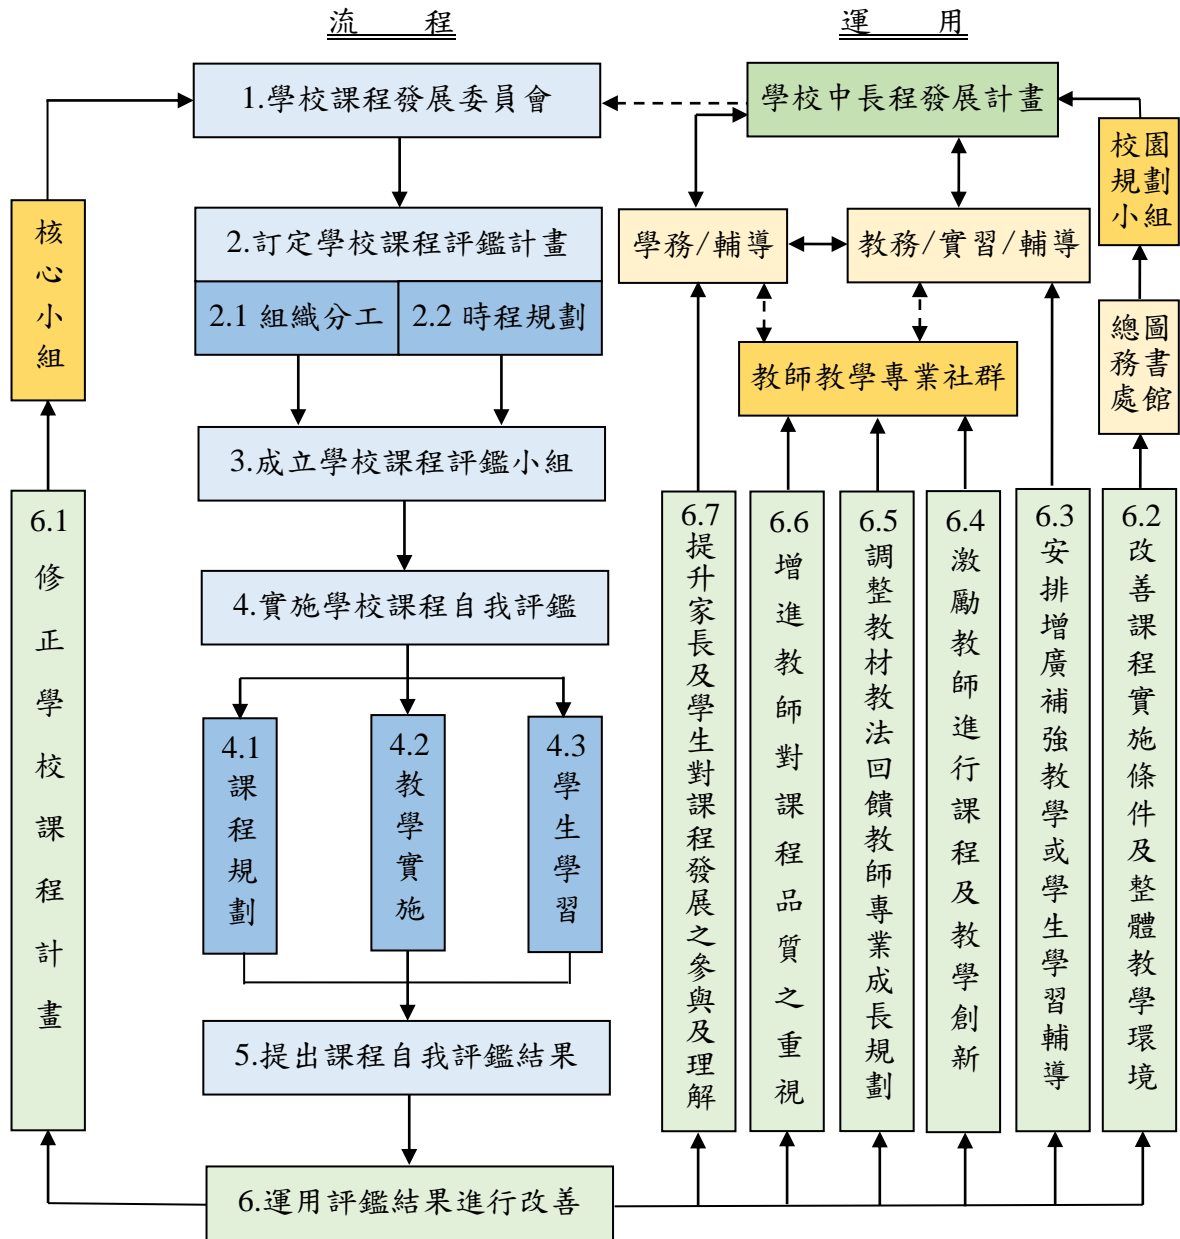 流 程
運 用
1.學校課程發展委員會
學校中長程發展計畫
校園
規劃
小組
核心小組
2.訂定學校課程評鑑計畫
2.1 組織分工
2.2 時程規劃
學務/輔導
教務/實習/輔導
總圖
務書
處館
教師教學專業社群
3.成立學校課程評鑑小組
4.實施學校課程自我評鑑
4.1 課程規劃
4.2 教學實施
4.3 學生學習
5.提出課程自我評鑑結果
6.運用評鑑結果進行改善
6.1 修正學校課程計畫
6.7 提升家長及學生對課程發展之參與及理解
6.6 增進教師對課程品質之重視
6.5 調整教材教法回饋教師專業成長規劃
6.4 激勵教師進行課程及教學創新
6.3 安排增廣補強教學或學生學習輔導
6.2 改善課程實施條件及整體教學環境